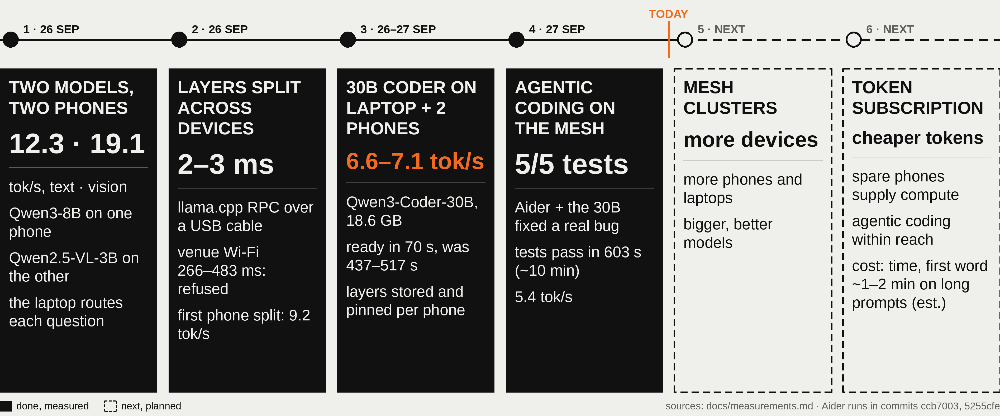 TODAY
1 · 26 SEP
2 · 26 SEP
3 · 26–27 SEP
4 · 27 SEP
5 · NEXT
6 · NEXT
TWO MODELS,
TWO PHONES
12.3 · 19.1
tok/s, text · vision
Qwen3-8B on one
phone
Qwen2.5-VL-3B on
the other
the laptop routes
each question
LAYERS SPLIT
ACROSS
DEVICES
2–3 ms
llama.cpp RPC over
a USB cable
venue Wi-Fi
266–483 ms:
refused
first phone split: 9.2
tok/s
30B CODER ON
LAPTOP + 2
PHONES
6.6–7.1 tok/s
Qwen3-Coder-30B,
18.6 GB
ready in 70 s, was
437–517 s
layers stored and
pinned per phone
AGENTIC
CODING ON
THE MESH
5/5 tests
Aider + the 30B
fixed a real bug
tests pass in 603 s
(~10 min)
5.4 tok/s
MESH
CLUSTERS
more devices
more phones and
laptops
bigger, better
models
TOKEN
SUBSCRIPTION
cheaper tokens
spare phones
supply compute
agentic coding
within reach
cost: time, first word
~1–2 min on long
prompts (est.)
done, measured
next, planned
sources: docs/measurements.md · Aider runs in commits ccb7003, 5255cfe